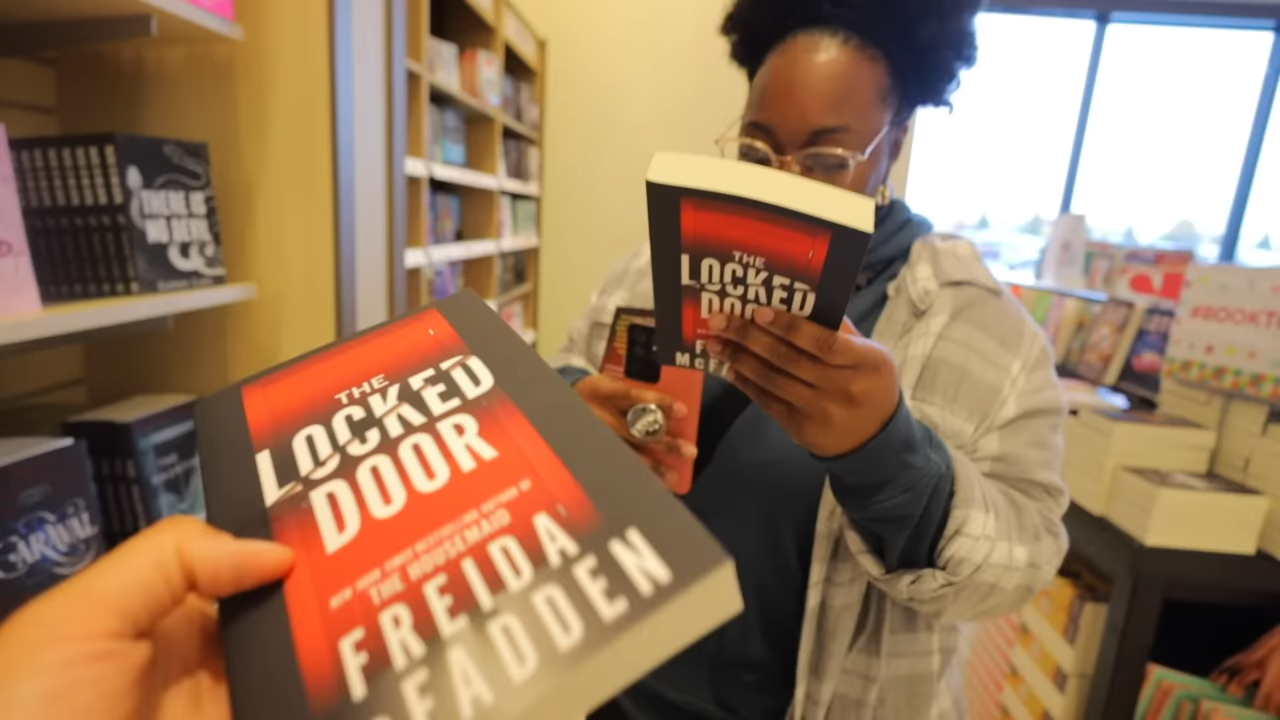 THERE IS
NO DEVIL
THE
LOCKED
DOOR
NEW YORK TIMES BESTSELLING AUTHOR OF
THE HOUSEMAID
FREIDA
FADDEN
THE
LOCKED
DOOR
F
MCF
#BOOKT